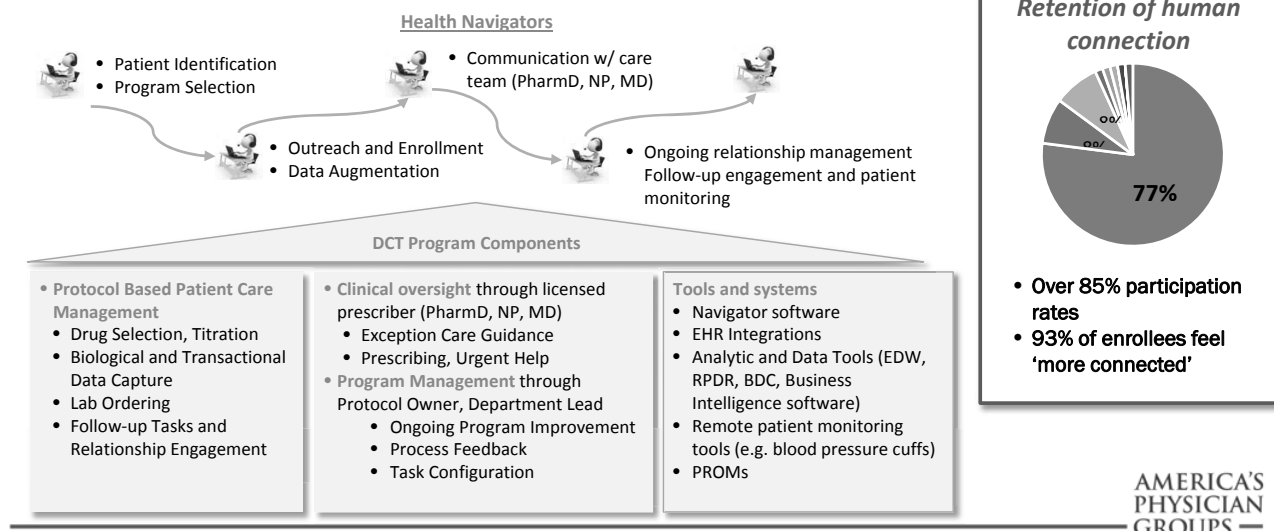 Health Navigators
• Patient Identification
• Program Selection
• Communication w/ care
team (PharmD, NP, MD)
• Outreach and Enrollment
• Data Augmentation
• Ongoing relationship management
Follow-up engagement and patient
monitoring
DCT Program Components
• Protocol Based Patient Care
Management
• Drug Selection, Titration
• Biological and Transactional
Data Capture
• Lab Ordering
• Follow-up Tasks and
Relationship Engagement
• Clinical oversight through licensed
prescriber (PharmD, NP, MD)
• Exception Care Guidance
• Prescribing, Urgent Help
• Program Management through
Protocol Owner, Department Lead
• Ongoing Program Improvement
• Process Feedback
• Task Configuration
Tools and systems
• Navigator software
• EHR Integrations
• Analytic and Data Tools (EDW,
RPDR, BDC, Business
Intelligence software)
• Remote patient monitoring
tools (e.g. blood pressure cuffs)
• PROMs
Retention of human
connection
77%
• Over 85% participation
rates
• 93% of enrollees feel
‘more connected’
AMERICA'S
PHYSICIAN
GROUPS